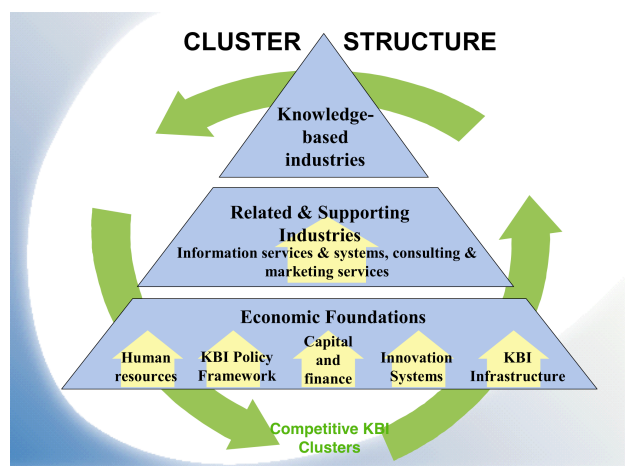 CLUSTER STRUCTURE
Knowledge-
based
industries
Related & Supporting
Industries
Information services & systems, consulting &
marketing services
Economic Foundations
Human
resources
KBI Policy
Framework
Capital
and
finance
Innovation
Systems
KBI
Infrastructure
Competitive KBI
Clusters